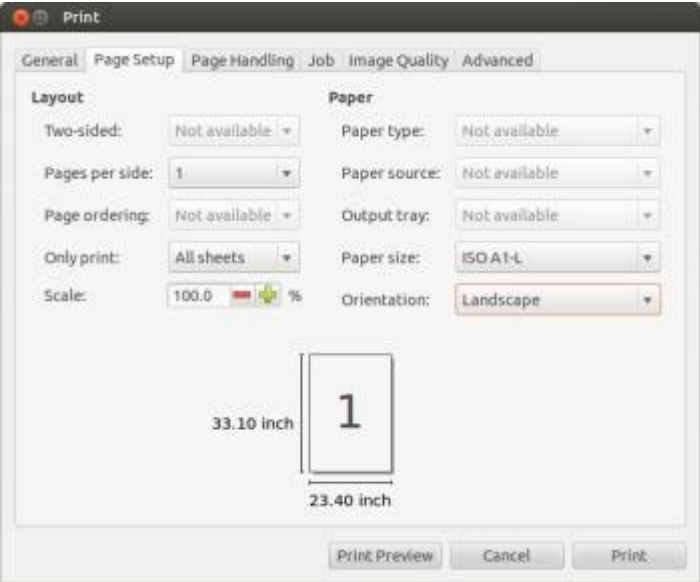 Print
General Page Setup Page Handling Job Image Quality Advanced
Layout Paper
Two-sided: Not available Paper type: Not available
Pages per side: 1 Paper source: Not available
Page ordering: Not available Output tray: Not available
Only print: All sheets Paper size: ISO A1-L
Scale: 100.0 % Orientation: Landscape
1
33.10 inch
23.40 inch
Print Preview Cancel Print